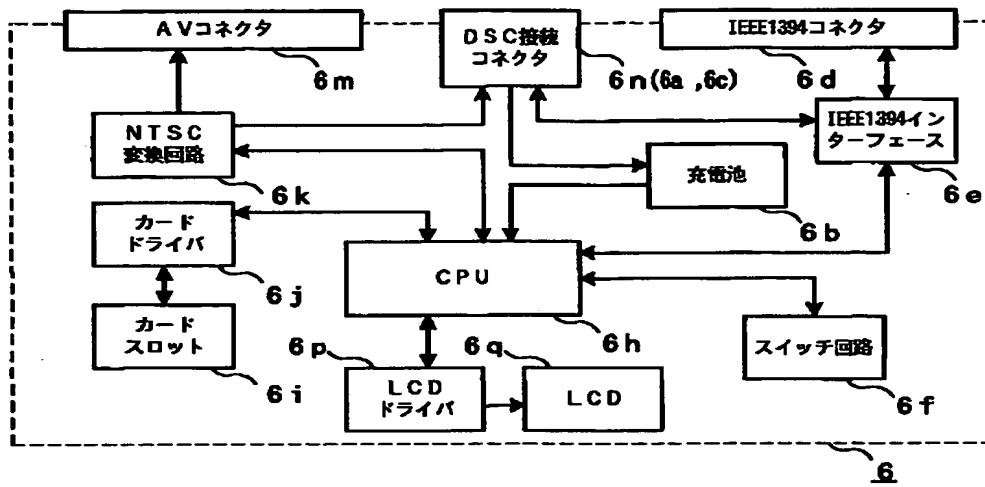 AVコネクタ
6m
DSC接続
コネクタ
6n(6a,6c)
IEEE1394コネクタ
6d
NTSC
変換回路
6k
IEEE1394イン
ターフェース
6e
充電池
6b
カード
ドライバ
6j
CPU
6h
カード
スロット
6i
スイッチ回路
6f
6p
LCD
ドライバ
6q
LCD
6